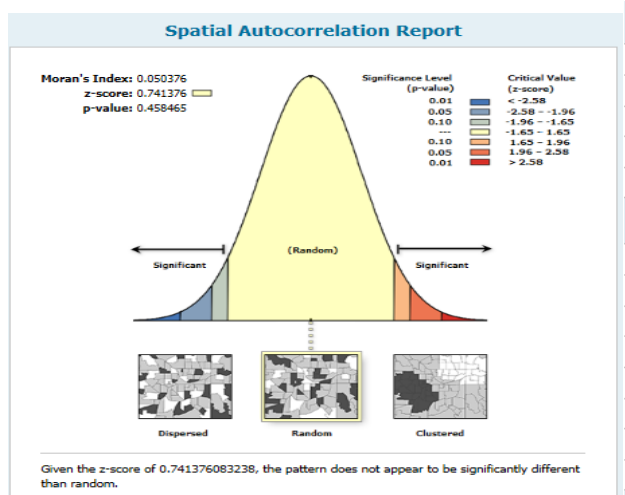 Spatial Autocorrelation Report
Moran's Index: 0.050376
z-score: 0.741376
p-value: 0.458465
Significance Level Critical Value
(p-value) (z-score)
0.01 < -2.58
0.05 -2.58 - -1.96
0.10 -1.96 - -1.65
--- -1.65 - 1.65
0.10 1.65 - 1.96
0.05 1.96 - 2.58
0.01 > 2.58
(Random)
Significant Significant
Dispersed Random Clustered
Given the z-score of 0.741376083238, the pattern does not appear to be significantly different
than random.